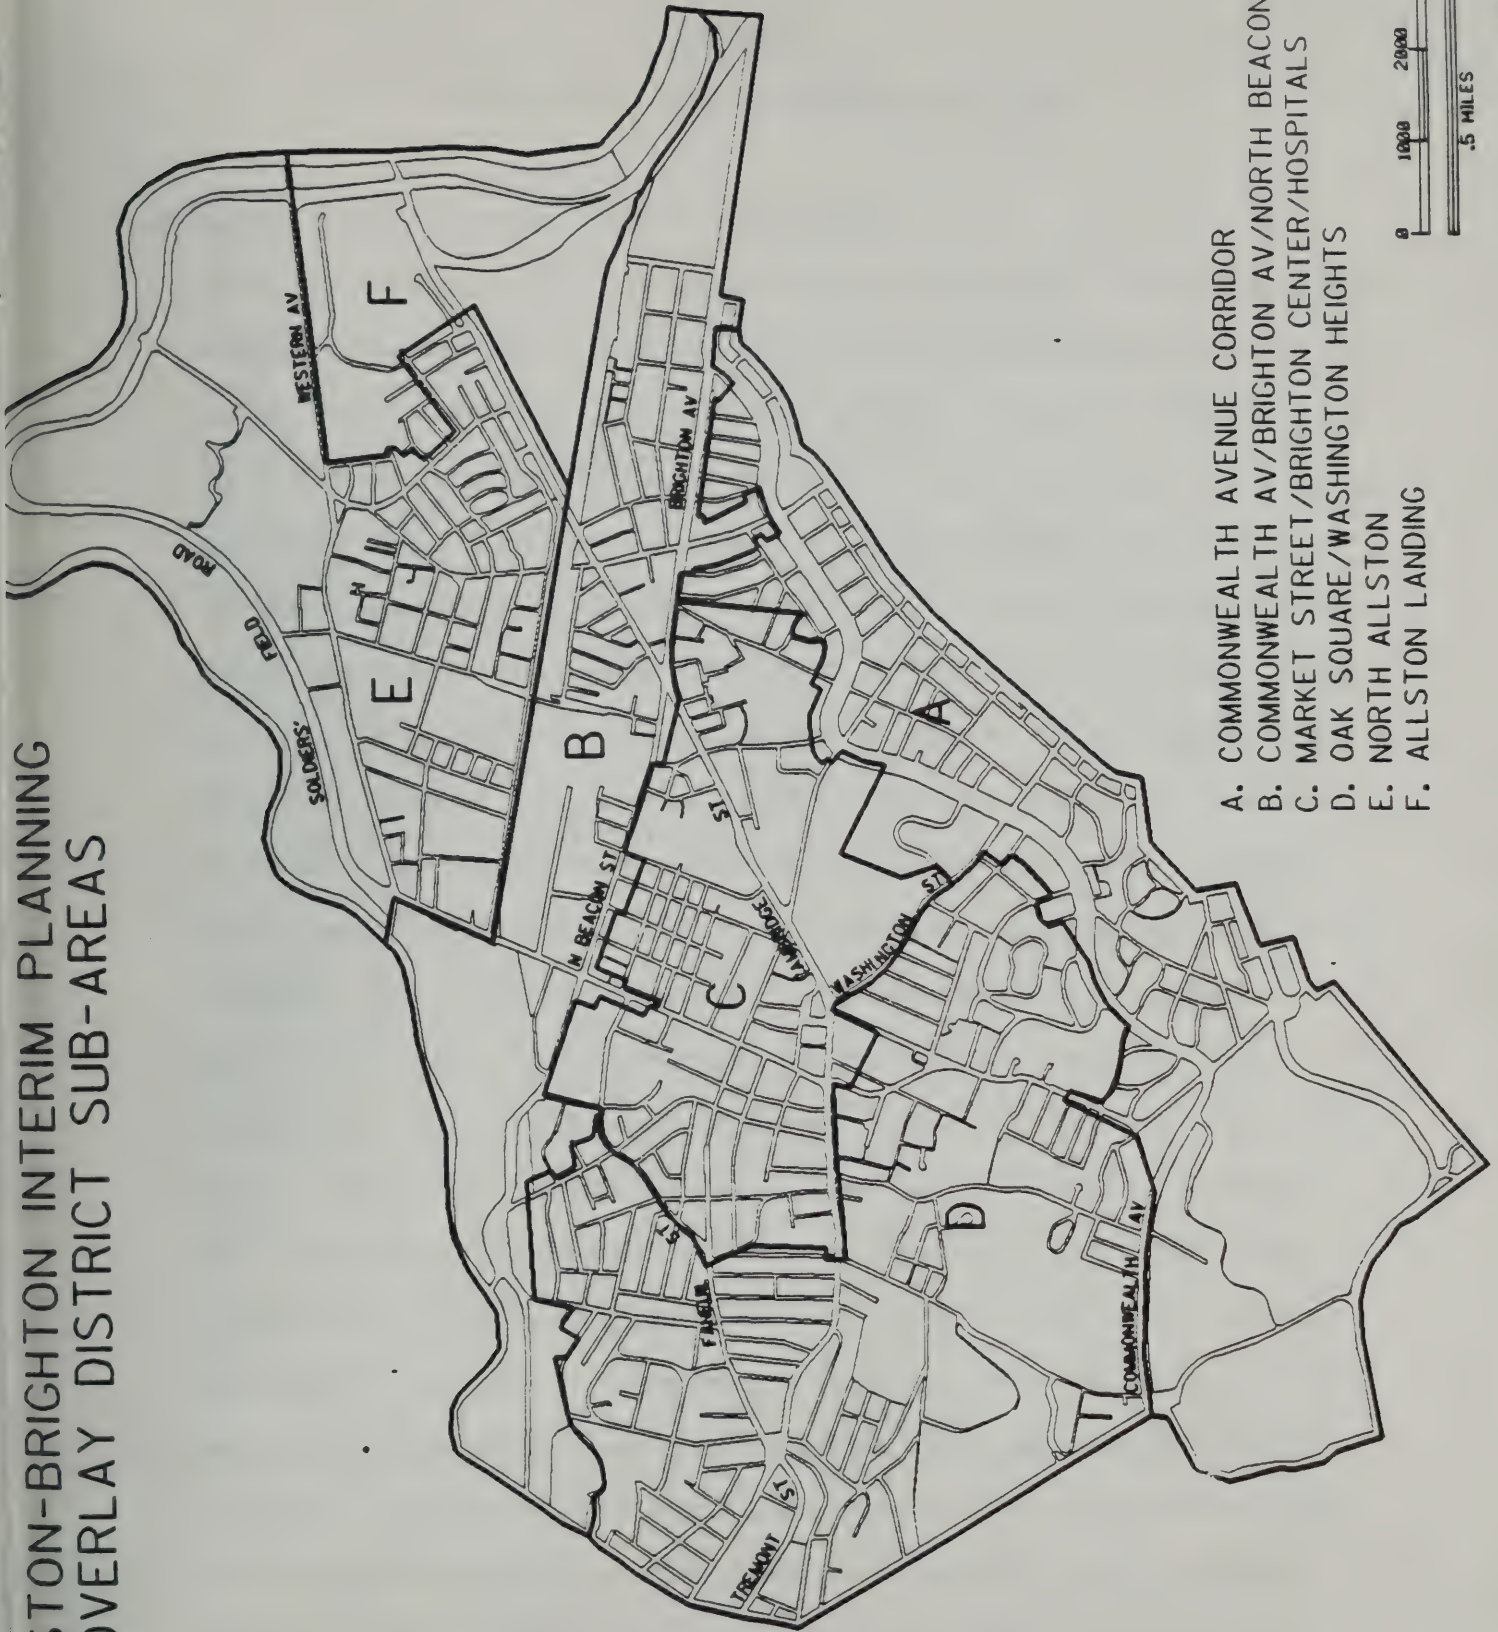 STON-BRIGHTON INTERIM PLANNING
OVERLAY DISTRICT SUB-AREAS
SOLDIERS'
FIELD
ROAD
WESTERN AV
F
E
B
BRIGHTON AV
N BEACON ST
CAMBRIDGE
ST
A
C
WASHINGTON
ST
FANEUIL
ST
D
TREMONT
ST
COMMONWEALTH
AV
A. COMMONWEALTH AVENUE CORRIDOR
B. COMMONWEALTH AV/BRIGHTON AV/NORTH BEACON
C. MARKET STREET/BRIGHTON CENTER/HOSPITALS
D. OAK SQUARE/WASHINGTON HEIGHTS
E. NORTH ALLSTON
F. ALLSTON LANDING
0 1000 2000
.5 MILES